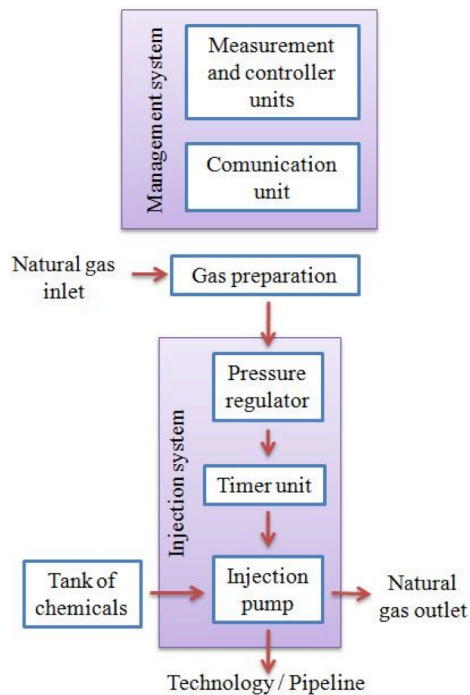 Management system
Measurement
and controller
units
Comunication
unit
Natural gas
inlet
Gas preparation
Injection system
Pressure
regulator
Timer unit
Tank of
chemicals
Injection
pump
Natural
gas outlet
Technology / Pipeline